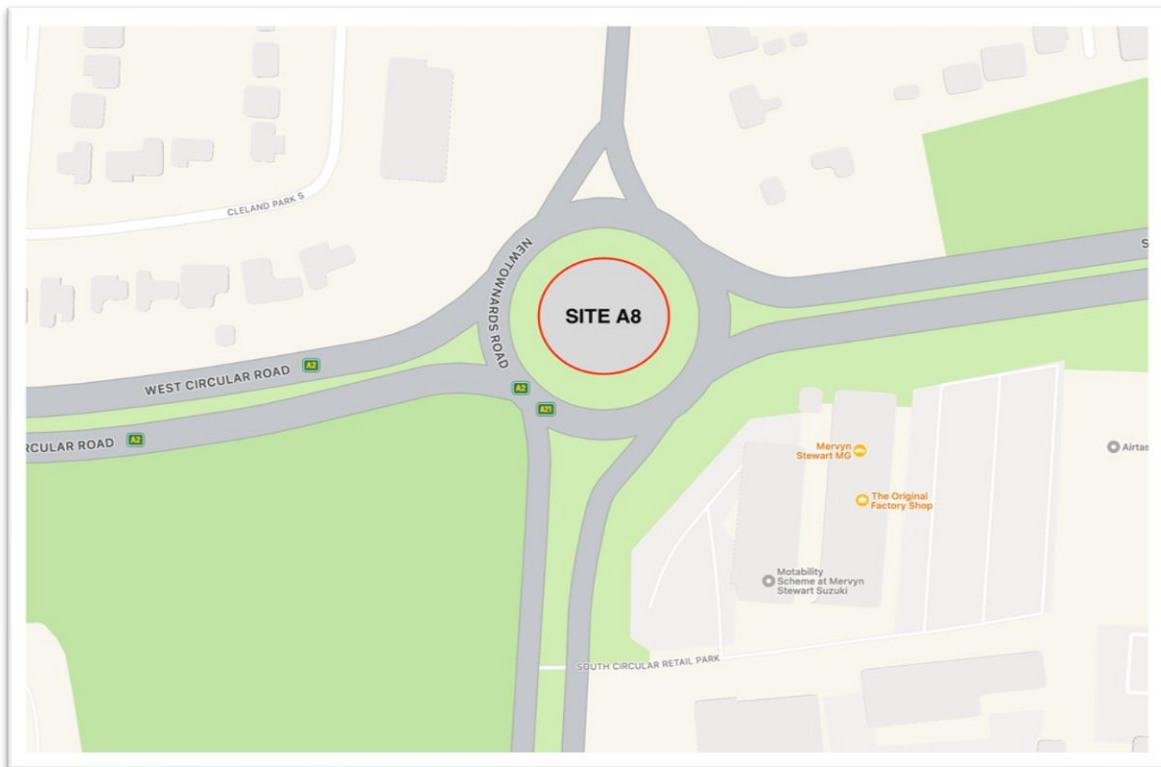 CLELAND PARK S
NEWTOWNARDS ROAD
S
SITE A8
WEST CIRCULAR ROAD
A2
A2
A21
RCULAR ROAD
A2
Mervyn
Stewart MG
Airtas
The Original
Factory Shop
Motability
Scheme at Mervyn
Stewart Suzuki
SOUTH CIRCULAR RETAIL PARK